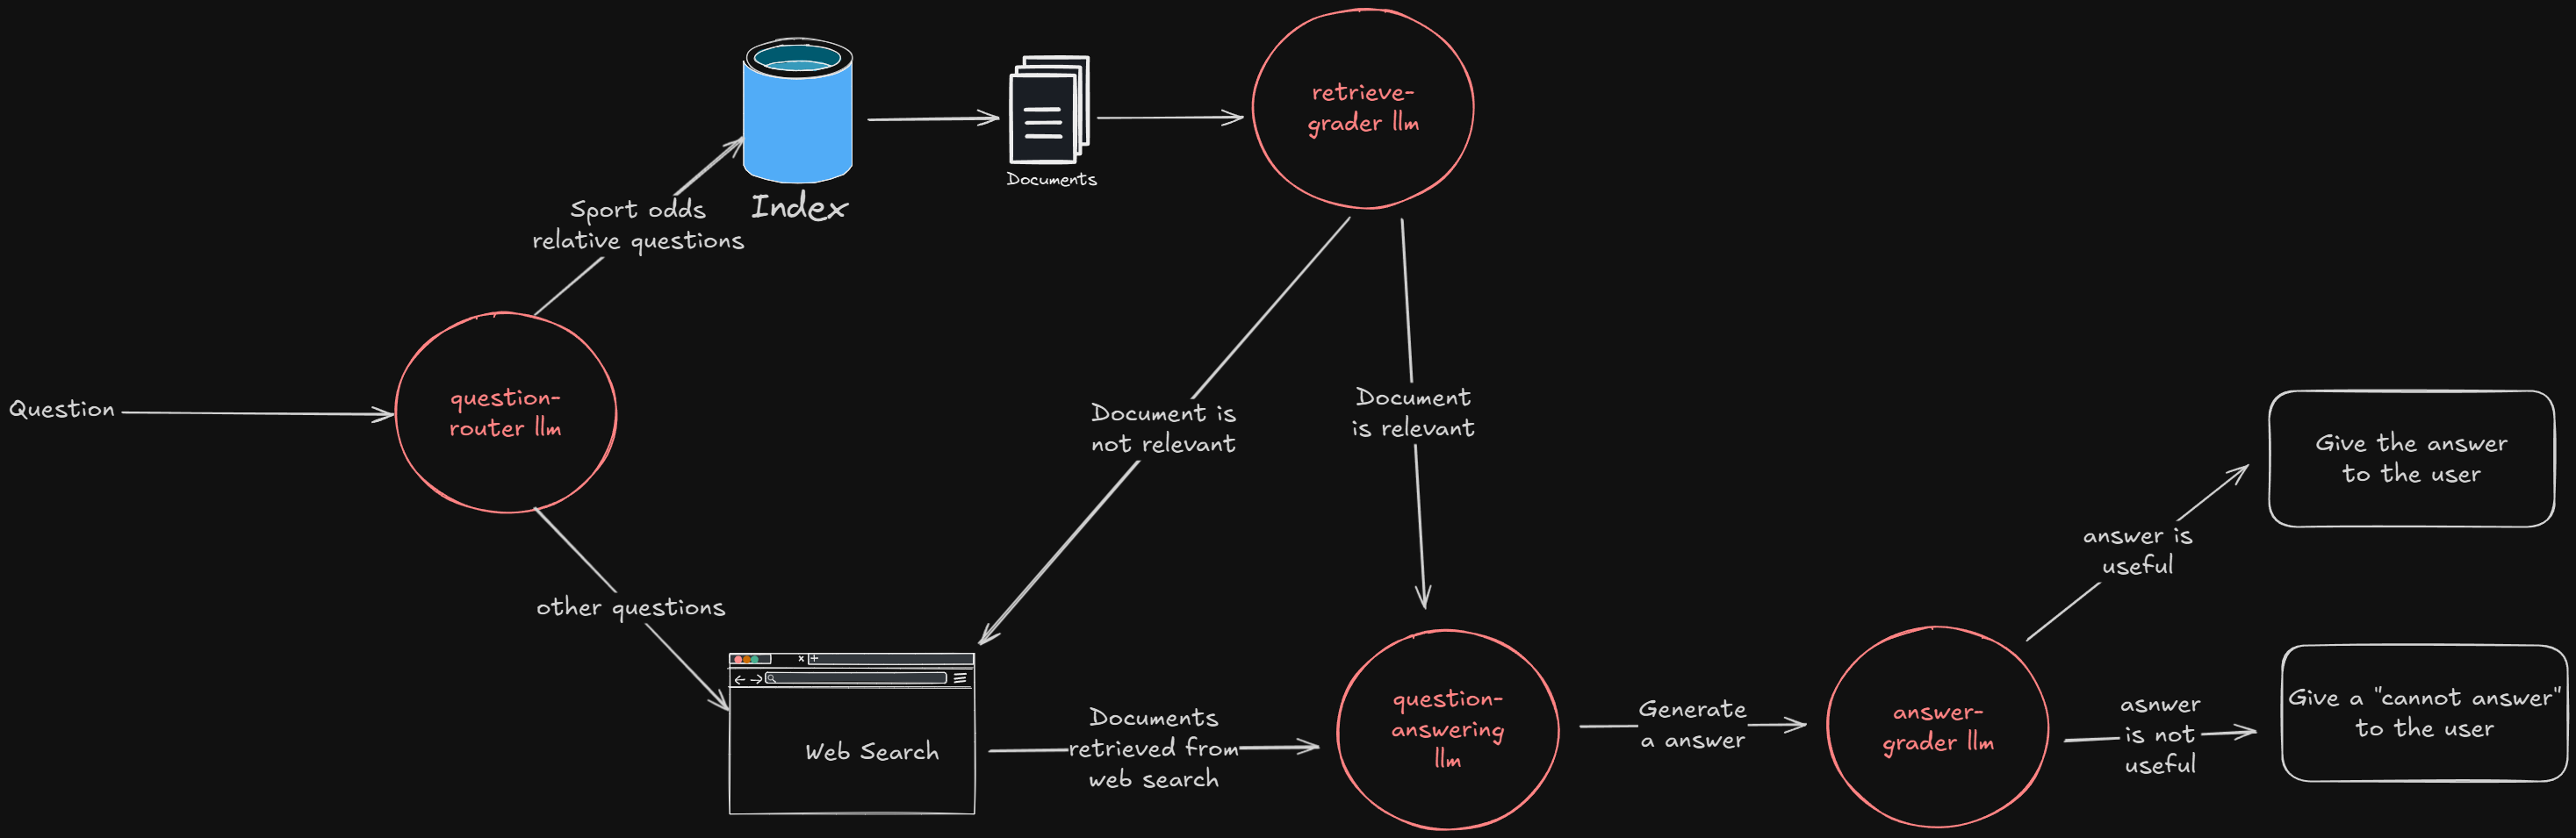 retrieve-
grader llm
Documents
Index
Sport odds
relative questions
Question
question-
router llm
Document is
not relevant
Document
is relevant
other questions
Web Search
Documents
retrieved from
web search
question-
answering
llm
Generate
a answer
answer-
grader llm
answer is
useful
Give the answer
to the user
asnwer
is not
useful
Give a "cannot answer"
to the user